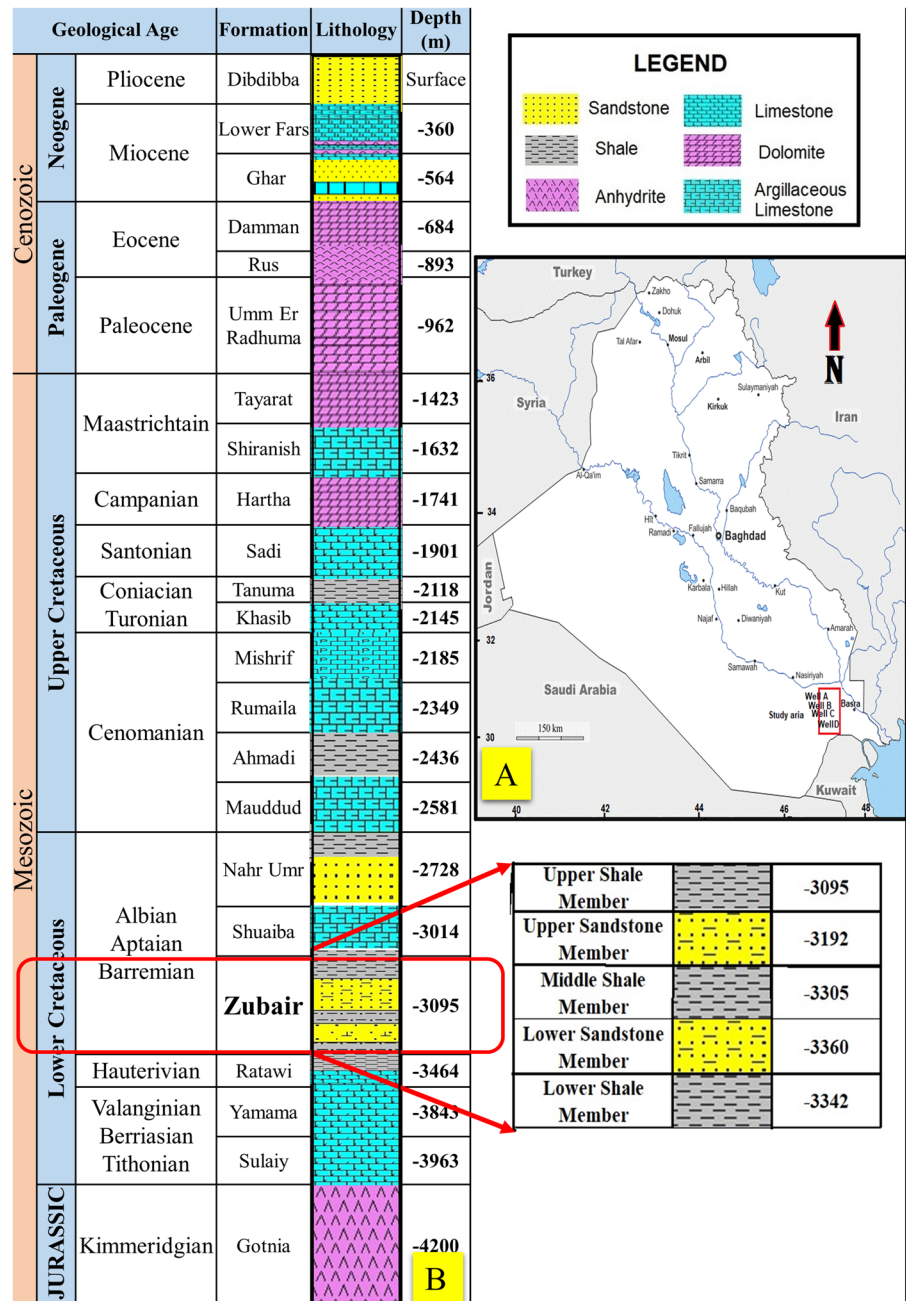 Geological Age Formation Lithology Depth (m)
Cenozoic
Neogene
Pliocene Dibdibba Surface
Miocene
Lower Fars -360
Ghar -564
Paleogene
Eocene
Damman -684
Rus -893
Paleocene
Umm Er Radhuma -962
Mesozoic
Upper Cretaceous
Maastrichtain
Tayarat -1423
Shiranish -1632
Campanian Hartha -1741
Santonian Sadi -1901
Coniacian
Turonian
Tanuma -2118
Khasib -2145
Cenomanian
Mishrif -2185
Rumaila -2349
Ahmadi -2436
Mauddud -2581
Lower Cretaceous
Albian
Aptaian
Barremian
Nahr Umr -2728
Shuaiba -3014
Zubair -3095
Hauterivian Ratawi -3464
Valanginian
Berriasian
Tithonian
Yamama -3843
Sulaiy -3963
JURASSIC
Kimmeridgian Gotnia -4200
B
LEGEND
Sandstone Limestone
Shale Dolomite
Anhydrite Argillaceous
Limestone
Turkey
Zakho
Dohuk
Tal Afar
Mosul
Arbil
N
36
Syria
Sulaymaniyah
Kirkuk
Iran
Tikrit
Al-Qa'im
Samarra
34
Hit
Baqubah
Ramadi
Fallujah
Baghdad
Jordan
Karbala
Hillah
Kut
Najaf
Diwaniyah
Amarah
32
Samawah
Nasiriyah
Saudi Arabia
Well A
Well B
Basra
Study aria
Well C
WellD
150 km
30
A
Kuwait
40 42 44 46 48
Upper Shale
Member -3095
Upper Sandstone
Member -3192
Middle Shale
Member -3305
Lower Sandstone
Member -3360
Lower Shale
Member -3342